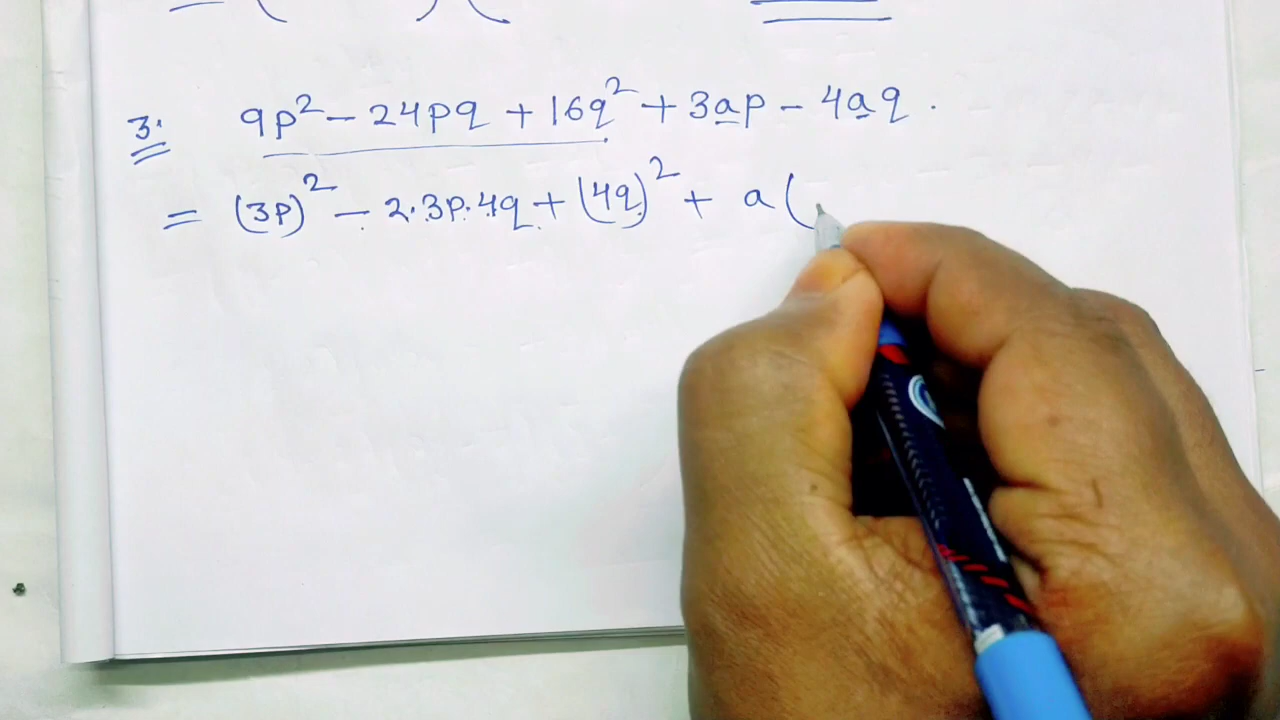 3. 9p² - 24pq + 16q² + 3ap - 4aq.
= (3p)² - 2·3p·4q + (4q)² + a(